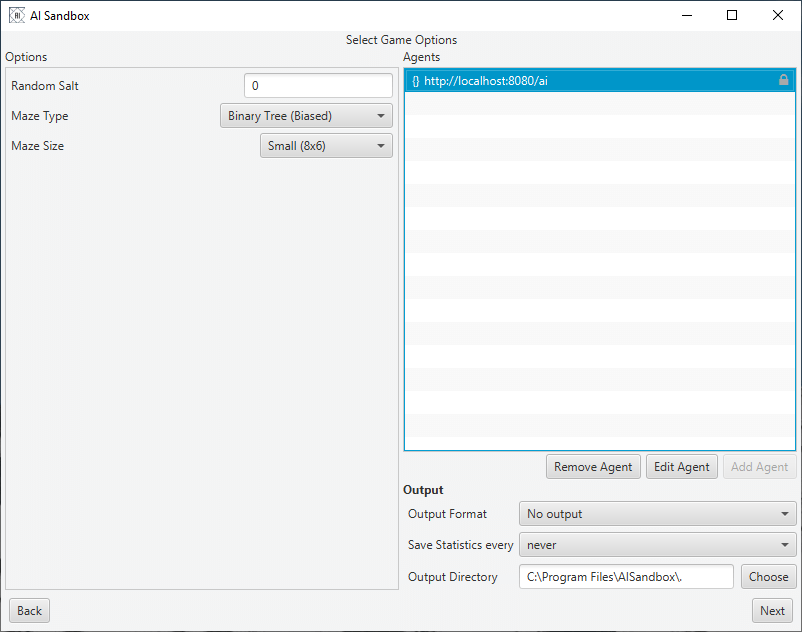 AI Sandbox
Select Game Options
Options
Random Salt 0
Maze Type Binary Tree (Biased)
Maze Size Small (8x6)
Agents
{} http://localhost:8080/ai
Remove Agent Edit Agent Add Agent
Output
Output Format No output
Save Statistics every never
Output Directory C:\Program Files\AISandbox\. Choose
Back Next